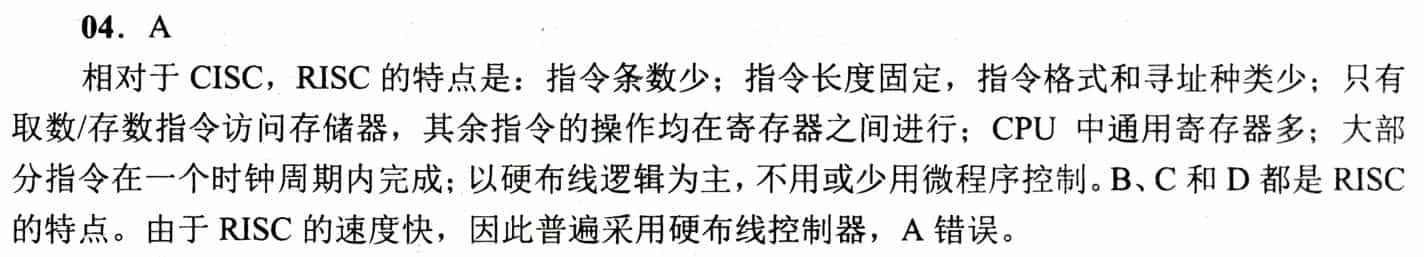 04. A
相对于 CISC，RISC 的特点是：指令条数少；指令长度固定，指令格式和寻址种类少；只有
取数/存数指令访问存储器，其余指令的操作均在寄存器之间进行；CPU 中通用寄存器多；大部
分指令在一个时钟周期内完成；以硬布线逻辑为主，不用或少用微程序控制。B、C 和 D 都是 RISC
的特点。由于 RISC 的速度快，因此普遍采用硬布线控制器，A 错误。